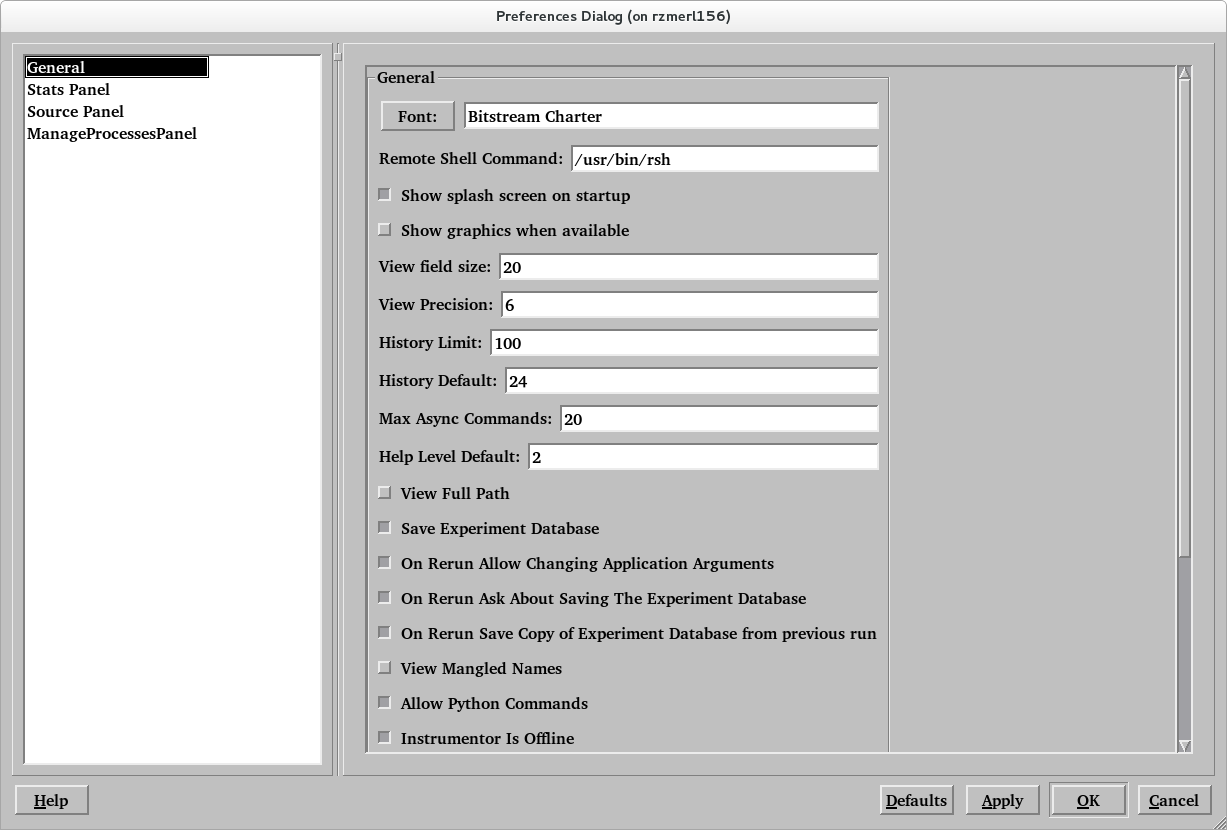 Preferences Dialog (on rzmerl156)
General
Stats Panel
Source Panel
ManageProcessesPanel
General
Font: Bitstream Charter
Remote Shell Command: /usr/bin/rsh
Show splash screen on startup
Show graphics when available
View field size: 20
View Precision: 6
History Limit: 100
History Default: 24
Max Async Commands: 20
Help Level Default: 2
View Full Path
Save Experiment Database
On Rerun Allow Changing Application Arguments
On Rerun Ask About Saving The Experiment Database
On Rerun Save Copy of Experiment Database from previous run
View Mangled Names
Allow Python Commands
Instrumentor Is Offline
Help Defaults Apply OK Cancel